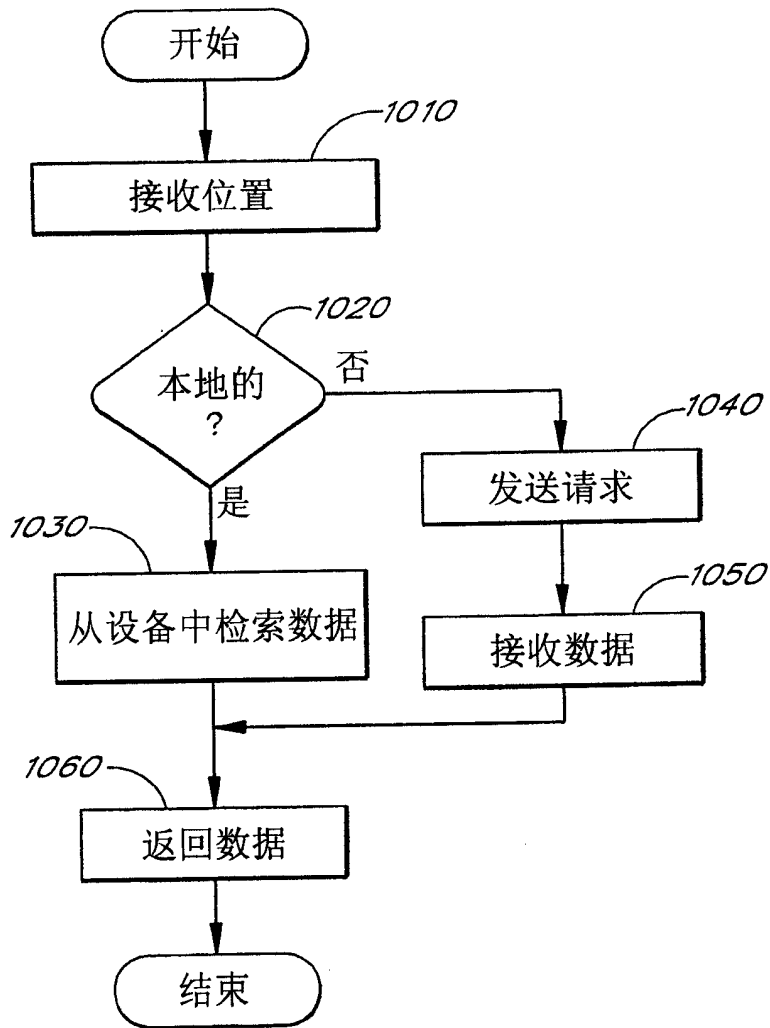 开始
1010
接收位置
1020
本地的
?
否
是
1040
发送请求
1030
从设备中检索数据
1050
接收数据
1060
返回数据
结束